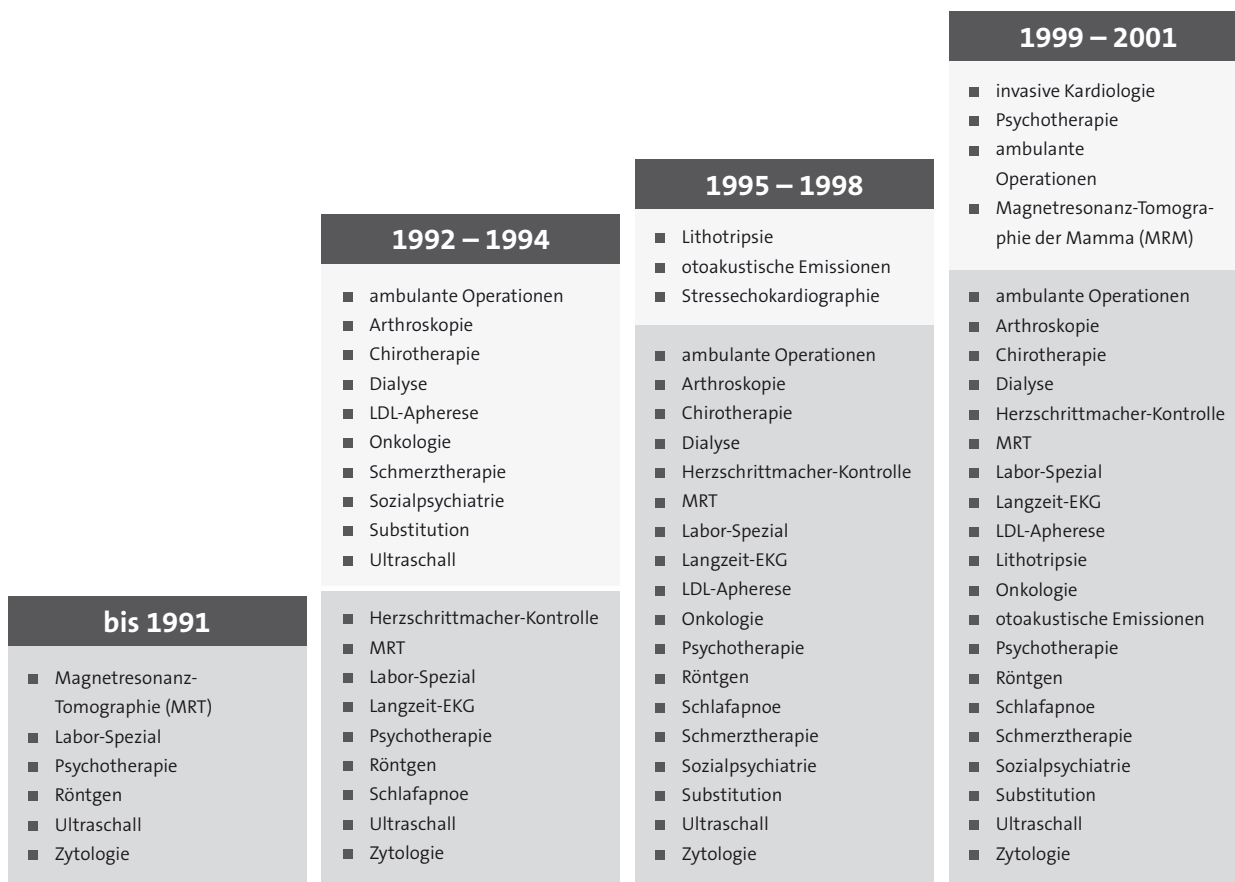 bis 1991
Magnetresonanz-
Tomographie (MRT)
Labor-Spezial
Psychotherapie
Röntgen
Ultraschall
Zytologie
1992 – 1994
ambulante Operationen
Arthroskopie
Chirotherapie
Dialyse
LDL-Apherese
Onkologie
Schmerztherapie
Sozialpsychiatrie
Substitution
Ultraschall
Herzschrittmacher-Kontrolle
MRT
Labor-Spezial
Langzeit-EKG
Psychotherapie
Röntgen
Schlafapnoe
Ultraschall
Zytologie
1995 – 1998
Lithotripsie
otoakustische Emissionen
Stressechokardiographie
ambulante Operationen
Arthroskopie
Chirotherapie
Dialyse
Herzschrittmacher-Kontrolle
MRT
Labor-Spezial
Langzeit-EKG
LDL-Apherese
Onkologie
Psychotherapie
Röntgen
Schlafapnoe
Schmerztherapie
Sozialpsychiatrie
Substitution
Ultraschall
Zytologie
1999 – 2001
invasive Kardiologie
Psychotherapie
ambulante
Operationen
Magnetresonanz-Tomogra-
phie der Mamma (MRM)
ambulante Operationen
Arthroskopie
Chirotherapie
Dialyse
Herzschrittmacher-Kontrolle
MRT
Labor-Spezial
Langzeit-EKG
LDL-Apherese
Lithotripsie
Onkologie
otoakustische Emissionen
Psychotherapie
Röntgen
Schlafapnoe
Schmerztherapie
Sozialpsychiatrie
Substitution
Ultraschall
Zytologie